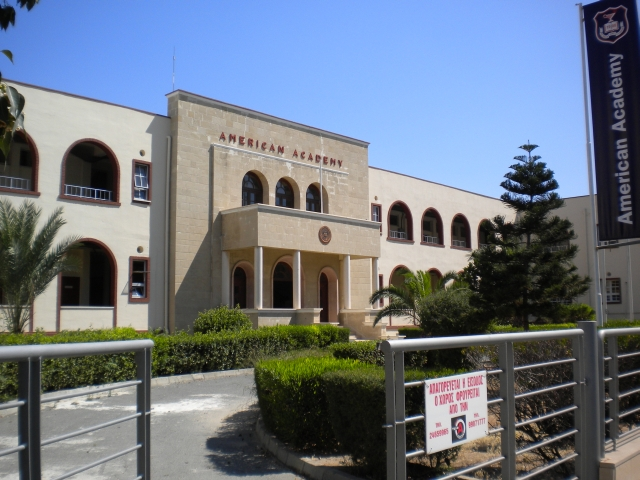 AMERICAN ACADEMY
American Academy
ΑΠΑΓΟΡΕΥΕΤΑΙ Η ΕΙΣΟΔΟΣ
Ο ΧΩΡΟΣ ΦΡΟΥΡΕΙΤΑΙ
ΑΠΟ ΤΗΝ